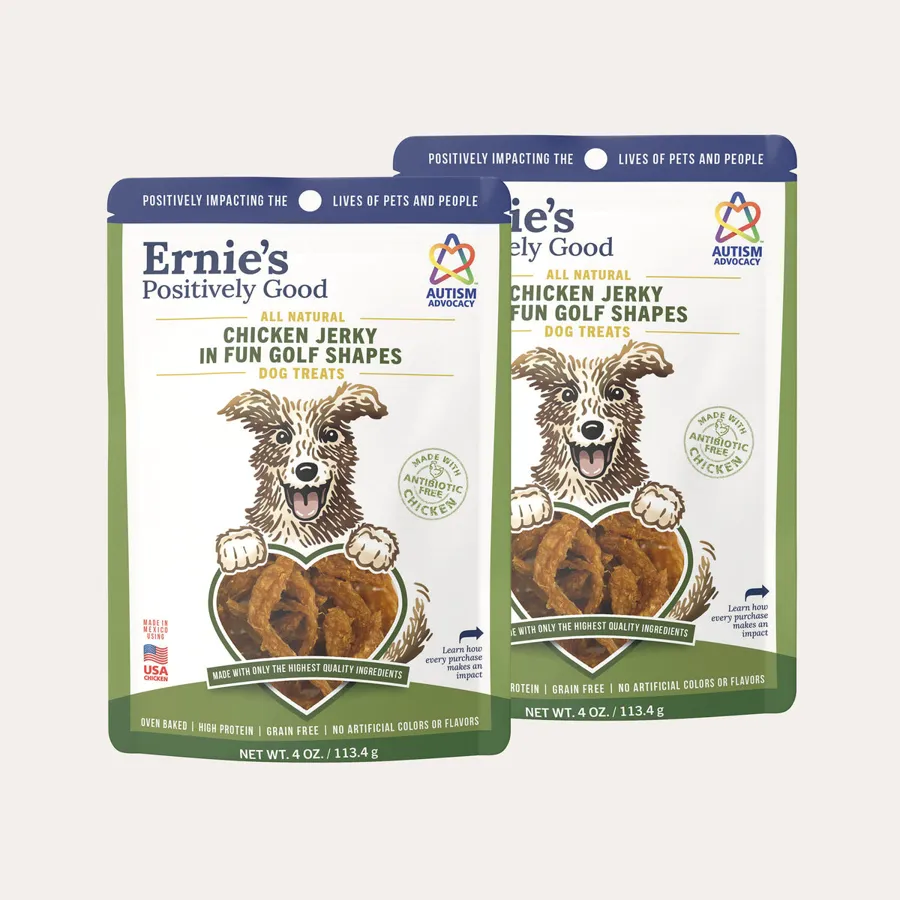 POSITIVELY IMPACTING THE LIVES OF PETS AND PEOPLE
Ernie's
Positively Good
AUTISM
ADVOCACY
ALL NATURAL
CHICKEN JERKY
IN FUN GOLF SHAPES
DOG TREATS
MADE WITH
ANTIBIOTIC
FREE
CHICKEN
MADE IN
MEXICO
USING
USA
CHICKEN
Learn how
every purchase
makes an
impact
MADE WITH ONLY THE HIGHEST QUALITY INGREDIENTS
OVEN BAKED | HIGH PROTEIN | GRAIN FREE | NO ARTIFICIAL COLORS OR FLAVORS
NET WT. 4 OZ. / 113.4 g
POSITIVELY IMPACTING THE LIVES OF PETS AND PEOPLE
ie's
ely Good
AUTISM
ADVOCACY
ALL NATURAL
CHICKEN JERKY
FUN GOLF SHAPES
DOG TREATS
MADE WITH
ANTIBIOTIC
FREE
CHICKEN
Learn how
every purchase
makes an
impact
E WITH ONLY THE HIGHEST QUALITY INGREDIENTS
ROTEIN | GRAIN FREE | NO ARTIFICIAL COLORS OR FLAVORS
NET WT. 4 OZ. / 113.4 g